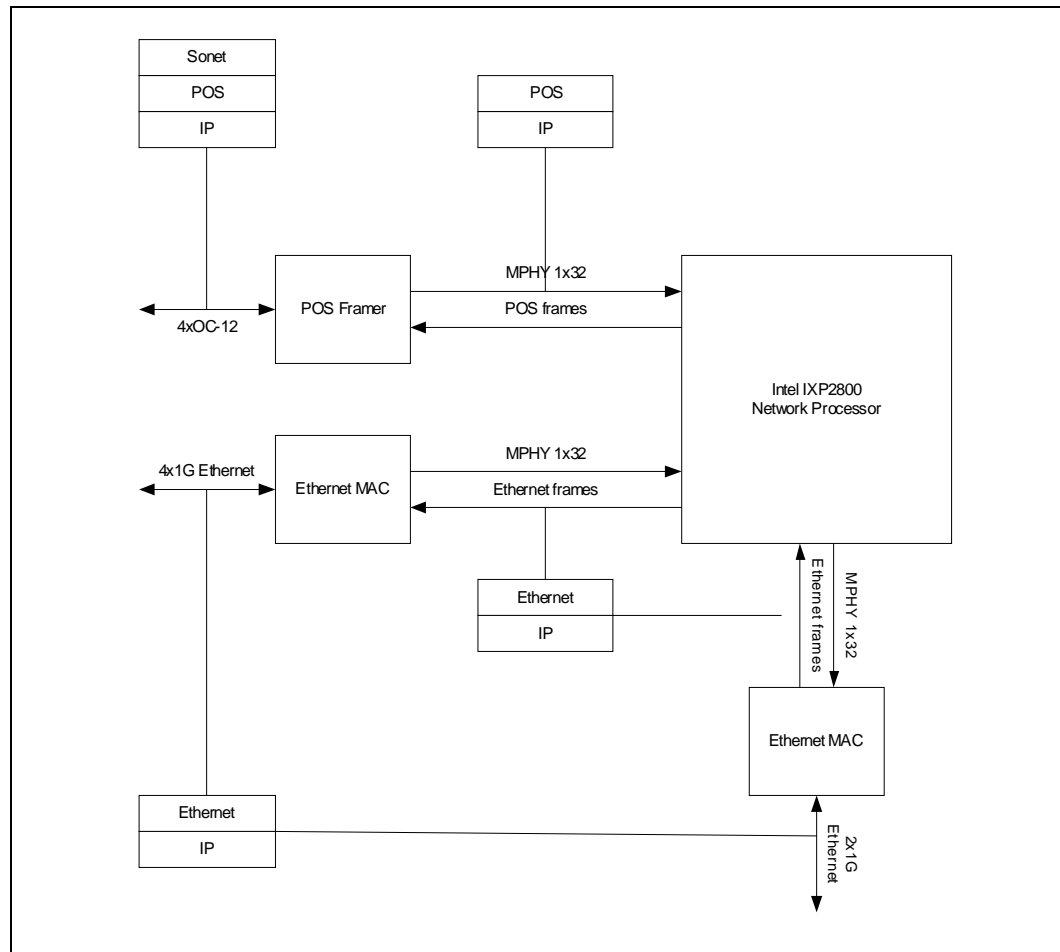 Sonet
POS
IP
POS
IP
MPHY 1x32
POS Framer
POS frames
4xOC-12
Intel IXP2800
Network Processor
MPHY 1x32
4x1G Ethernet
Ethernet MAC
Ethernet frames
Ethernet
IP
Ethernet frames
MPHY 1x32
Ethernet MAC
Ethernet
IP
2x1G
Ethernet